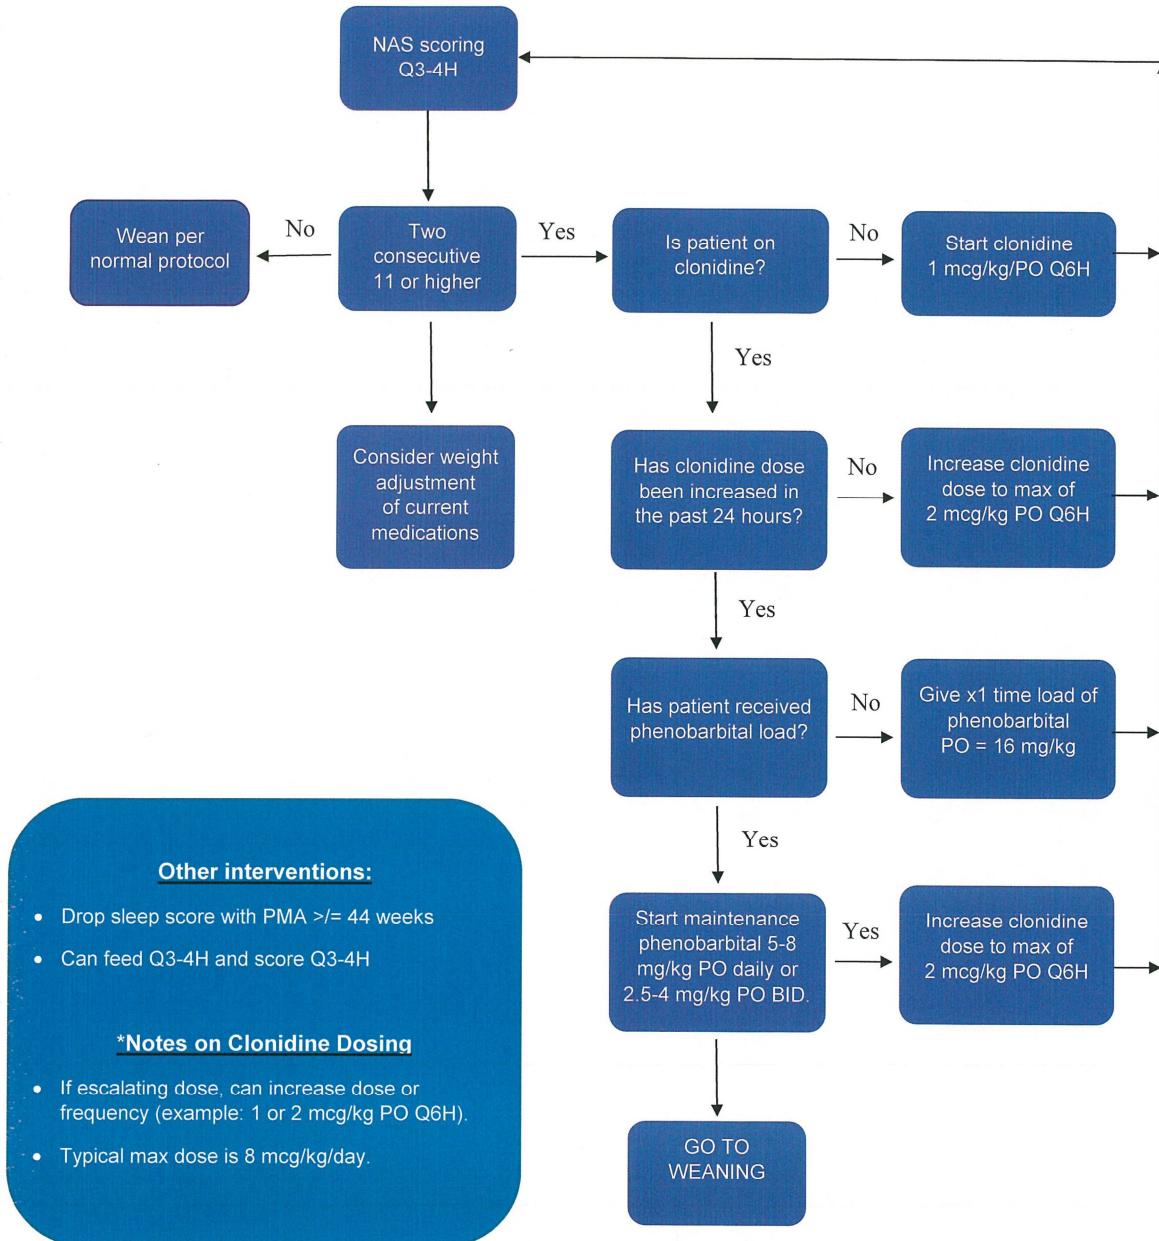 NAS scoring
Q3-4H
Wean per
normal protocol
No
Two
consecutive
11 or higher
Yes
Is patient on
clonidine?
No
Start clonidine
1 mcg/kg/PO Q6H
Yes
Consider weight
adjustment
of current
medications
Has clonidine dose
been increased in
the past 24 hours?
No
Increase clonidine
dose to max of
2 mcg/kg PO Q6H
Yes
Has patient received
phenobarbital load?
No
Give x1 time load of
phenobarbital
PO = 16 mg/kg
Yes
Start maintenance
phenobarbital 5-8
mg/kg PO daily or
2.5-4 mg/kg PO BID.
Yes
Increase clonidine
dose to max of
2 mcg/kg PO Q6H
GO TO
WEANING
Other interventions:
• Drop sleep score with PMA >/= 44 weeks
• Can feed Q3-4H and score Q3-4H
*Notes on Clonidine Dosing
• If escalating dose, can increase dose or
frequency (example: 1 or 2 mcg/kg PO Q6H).
• Typical max dose is 8 mcg/kg/day.